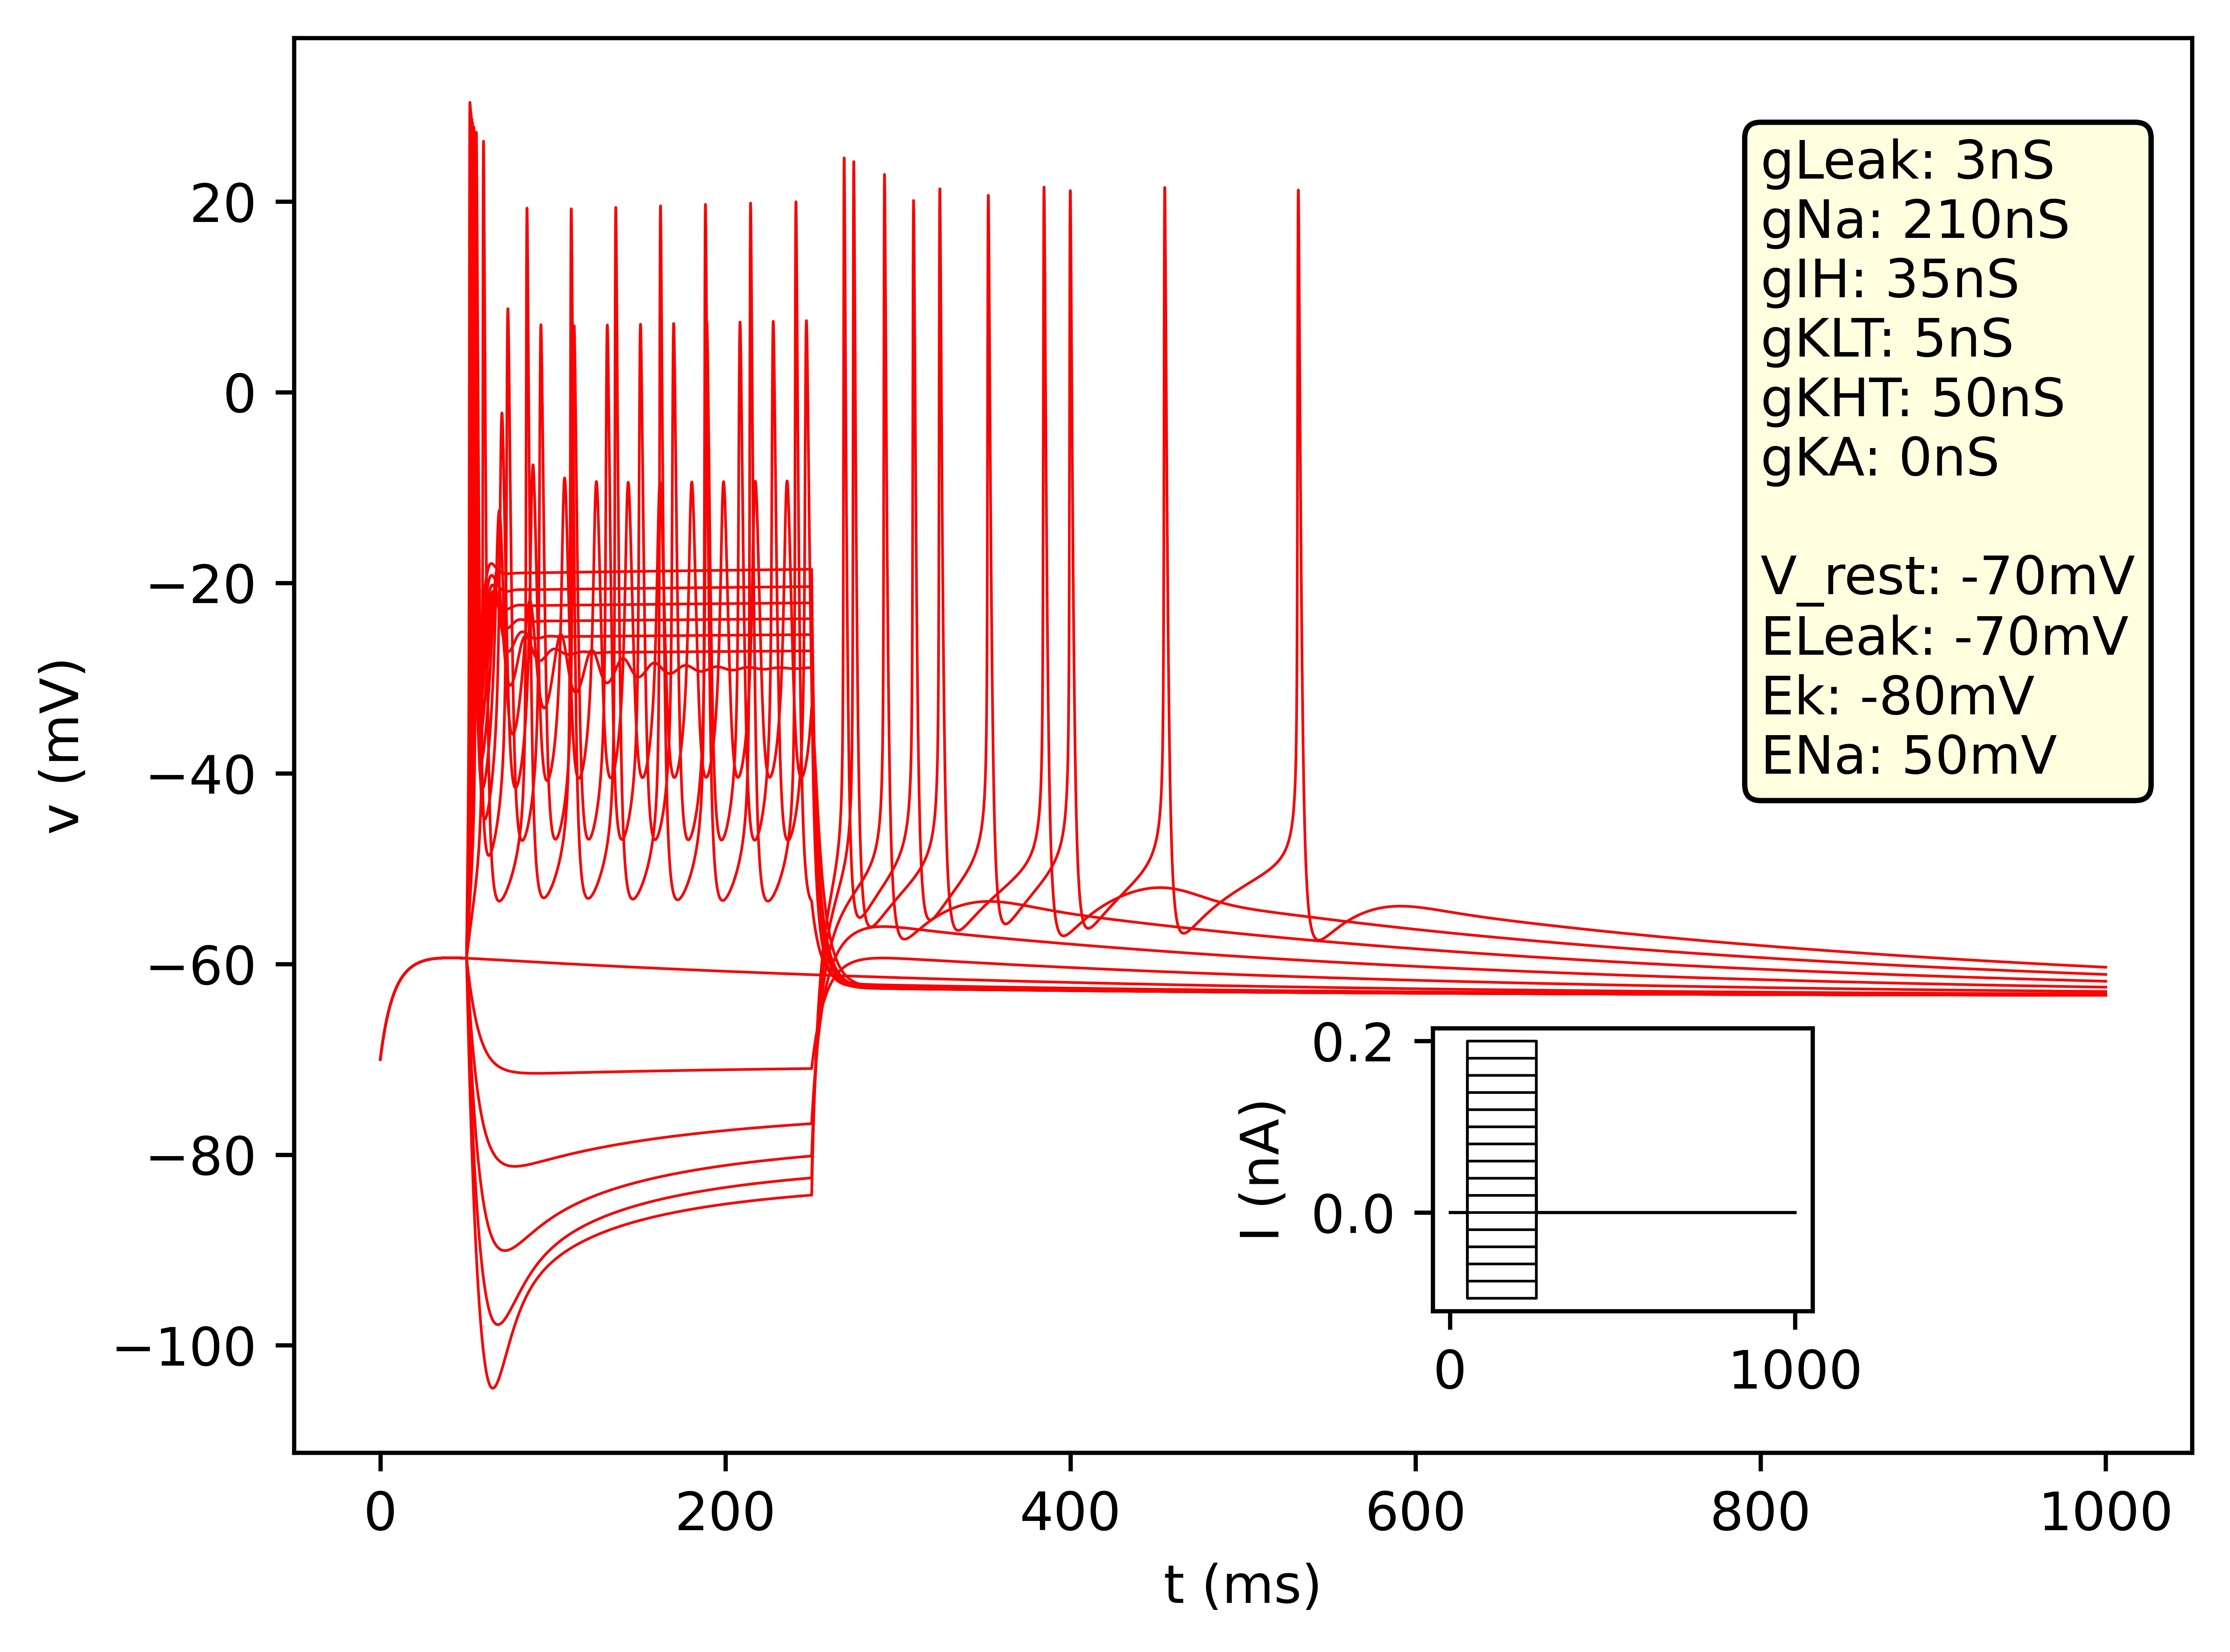 20
0
−20
−40
−60
−80
−100
v (mV)
0
200
400
600
800
1000
t (ms)
gLeak: 3nS
gNa: 210nS
gIH: 35nS
gKLT: 5nS
gKHT: 50nS
gKA: 0nS
V_rest: -70mV
ELeak: -70mV
Ek: -80mV
ENa: 50mV
0.2
0.0
I (nA)
0
1000